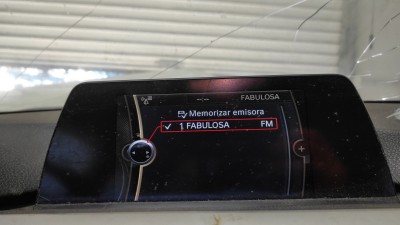 --:-- FABULOSA
Memorizar emisora
1 FABULOSA FM